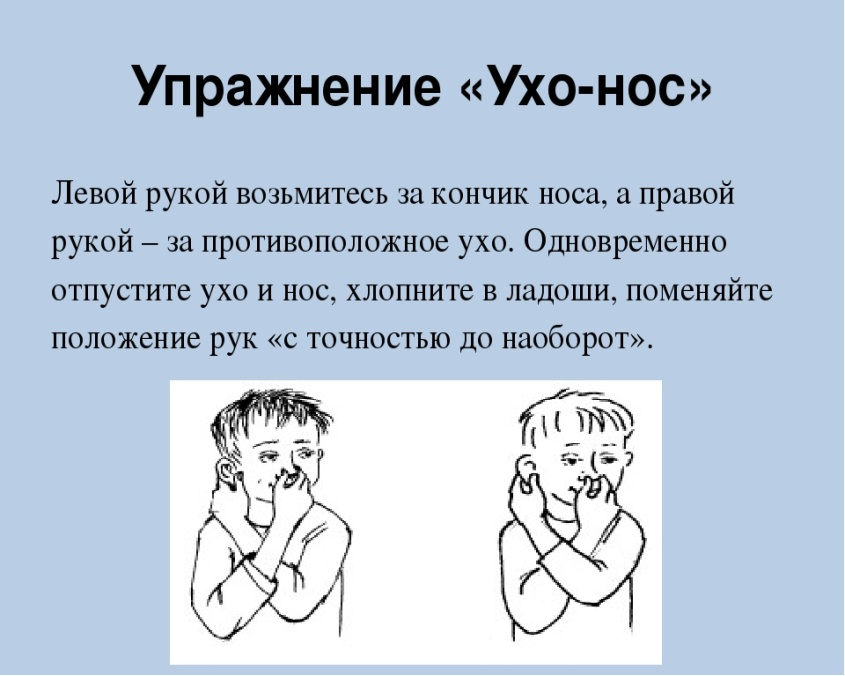 Упражнение «Ухо-нос»
Левой рукой возьмитесь за кончик носа, а правой
рукой – за противоположное ухо. Одновременно
отпустите ухо и нос, хлопните в ладоши, поменяйте
положение рук «с точностью до наоборот».